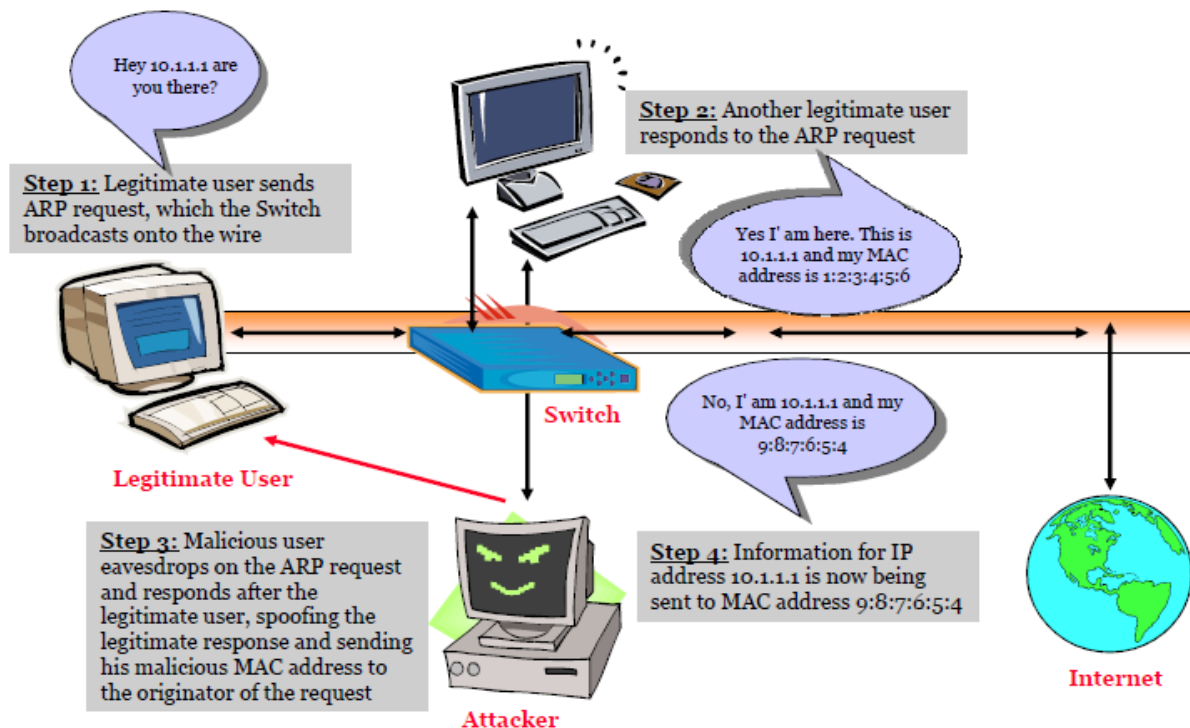 Hey 10.1.1.1 are
you there?
Step 1: Legitimate user sends
ARP request, which the Switch
broadcasts onto the wire
Step 2: Another legitimate user
responds to the ARP request
Yes I' am here. This is
10.1.1.1 and my MAC
address is 1:2:3:4:5:6
Switch
No, I' am 10.1.1.1 and my
MAC address is
9:8:7:6:5:4
Legitimate User
Step 3: Malicious user
eavesdrops on the ARP request
and responds after the
legitimate user, spoofing the
legitimate response and sending
his malicious MAC address to
the originator of the request
Step 4: Information for IP
address 10.1.1.1 is now being
sent to MAC address 9:8:7:6:5:4
Internet
Attacker